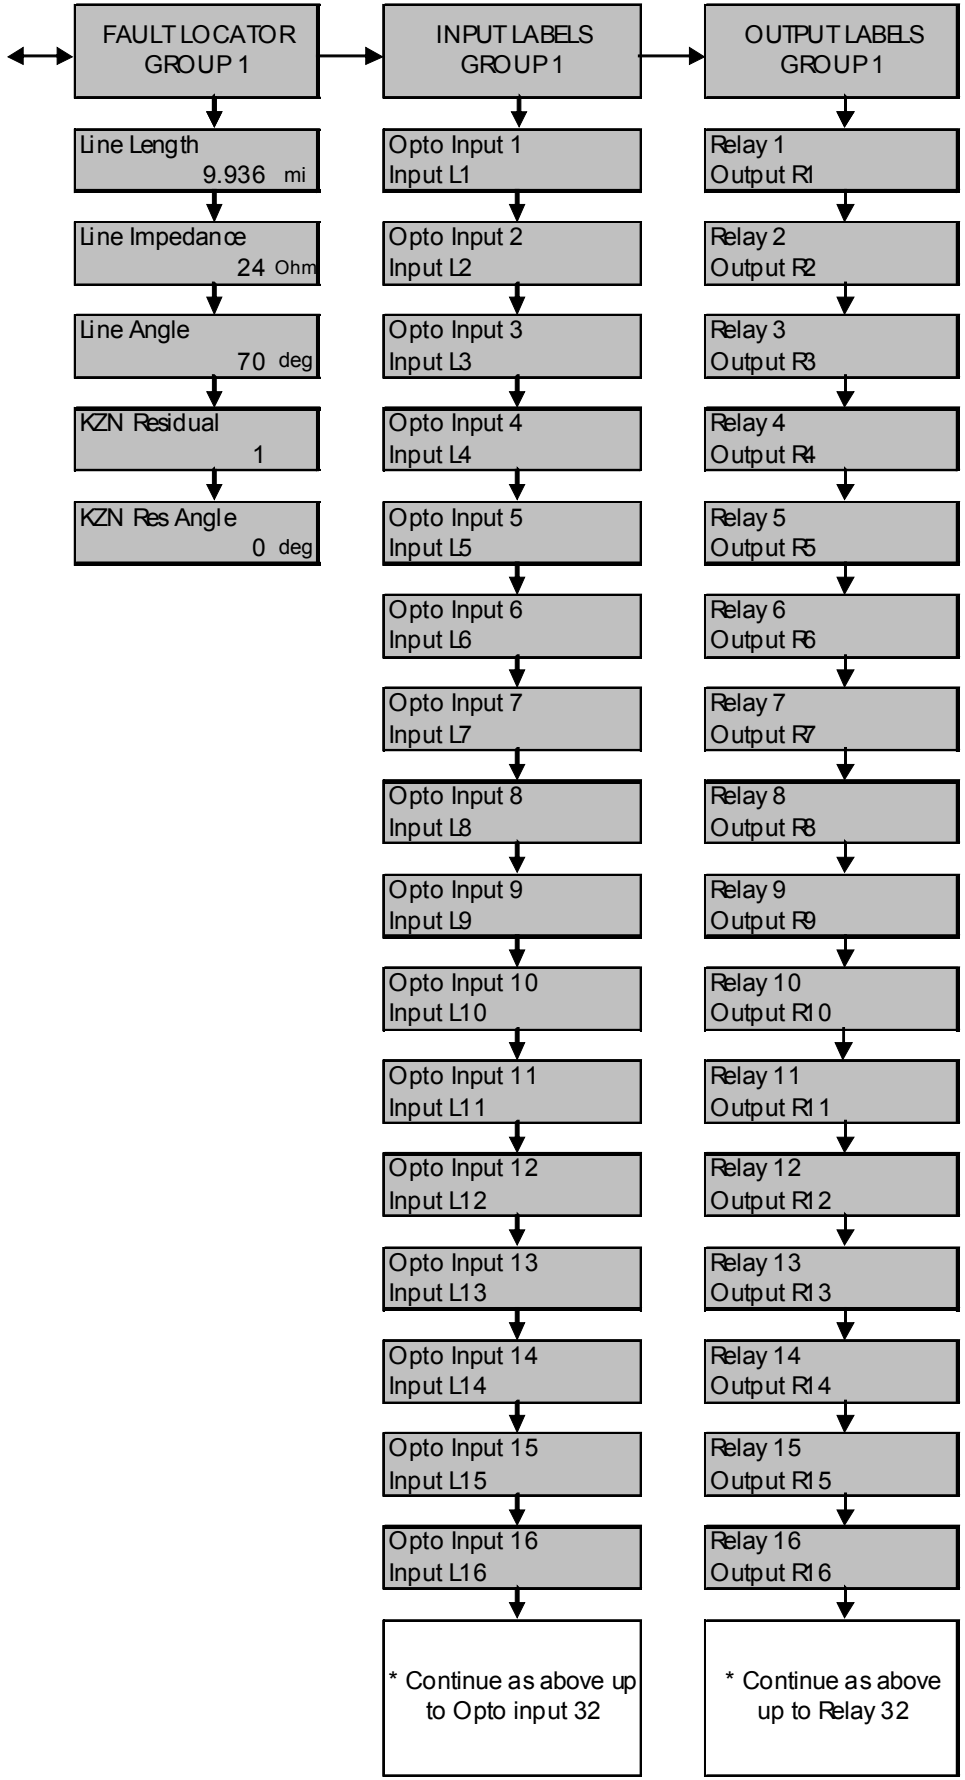 FAULT LOCATOR
GROUP 1
Line Length
9.936 mi
Line Impedance
24 Ohm
Line Angle
70 deg
KZN Residual
1
KZN Res Angle
0 deg
INPUT LABELS
GROUP 1
Opto Input 1
Input L1
Opto Input 2
Input L2
Opto Input 3
Input L3
Opto Input 4
Input L4
Opto Input 5
Input L5
Opto Input 6
Input L6
Opto Input 7
Input L7
Opto Input 8
Input L8
Opto Input 9
Input L9
Opto Input 10
Input L10
Opto Input 11
Input L11
Opto Input 12
Input L12
Opto Input 13
Input L13
Opto Input 14
Input L14
Opto Input 15
Input L15
Opto Input 16
Input L16
* Continue as above up
to Opto input 32
OUTPUT LABELS
GROUP 1
Relay 1
Output R1
Relay 2
Output R2
Relay 3
Output R3
Relay 4
Output R4
Relay 5
Output R5
Relay 6
Output R6
Relay 7
Output R7
Relay 8
Output R8
Relay 9
Output R9
Relay 10
Output R10
Relay 11
Output R11
Relay 12
Output R12
Relay 13
Output R13
Relay 14
Output R14
Relay 15
Output R15
Relay 16
Output R16
* Continue as above
up to Relay 32